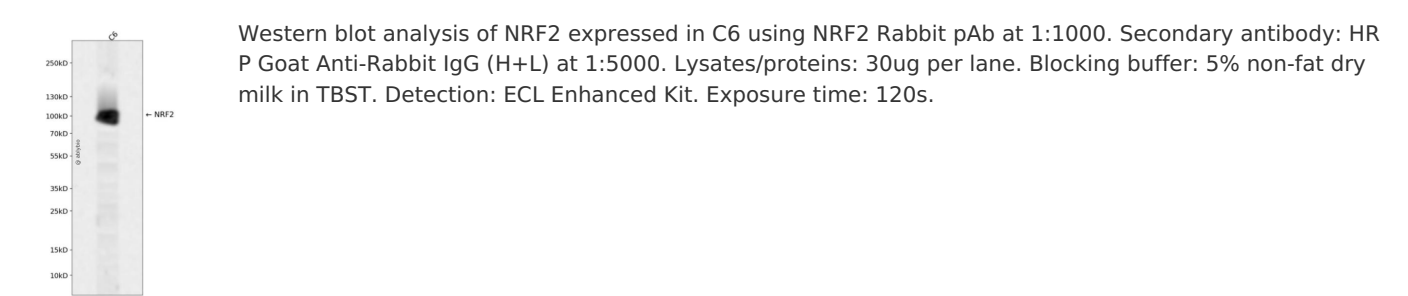 C6
Western blot analysis of NRF2 expressed in C6 using NRF2 Rabbit pAb at 1:1000. Secondary antibody: HR
P Goat Anti-Rabbit IgG (H+L) at 1:5000. Lysates/proteins: 30ug per lane. Blocking buffer: 5% non-fat dry
milk in TBST. Detection: ECL Enhanced Kit. Exposure time: 120s.
250kD
130kD
100kD
← NRF2
70kD
55kD
35kD
25kD
15kD
10kD